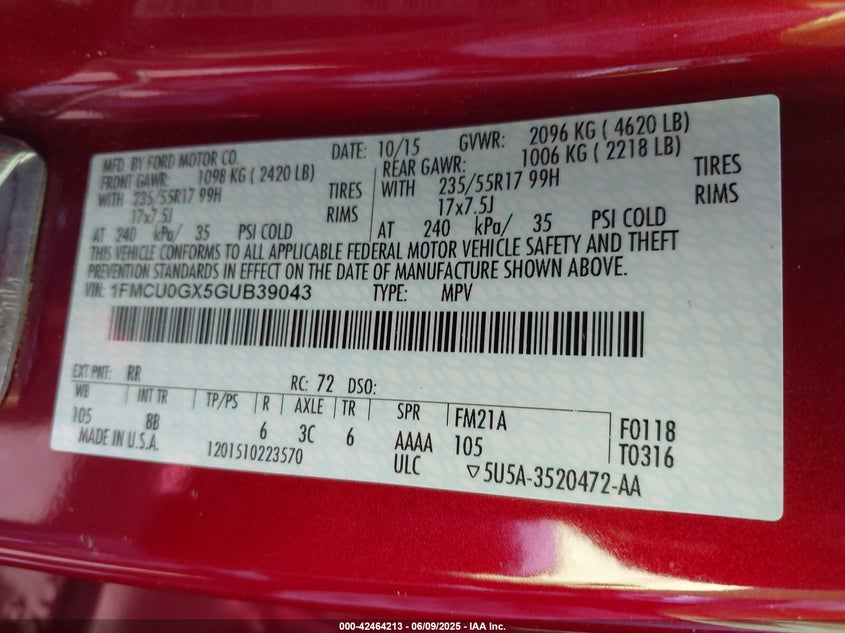 MFD. BY FORD MOTOR CO. DATE: 10/15 GVWR: 2096 KG ( 4620 LB)
FRONT GAWR: 1098 KG ( 2420 LB) REAR GAWR: 1006 KG ( 2218 LB)
WITH 235/55R17 99H TIRES WITH 235/55R17 99H TIRES
17x7.5J RIMS 17x7.5J RIMS
AT 240 kPa/ 35 PSI COLD AT 240 kPa/ 35 PSI COLD
THIS VEHICLE CONFORMS TO ALL APPLICABLE FEDERAL MOTOR VEHICLE SAFETY AND THEFT
PREVENTION STANDARDS IN EFFECT ON THE DATE OF MANUFACTURE SHOWN ABOVE.
VIN: 1FMCU0GX5GUB39043 TYPE: MPV
EXT PNT: RR RC: 72 DSO:
WB INT TR TP/PS R AXLE TR SPR FM21A F0118
105 8B 6 3C 6 AAAA 105 T0316
MADE IN U.S.A. 1201510223570 ULC ▽5U5A-3520472-AA
000-42464213 | 06/09/2025 - IAA Inc.